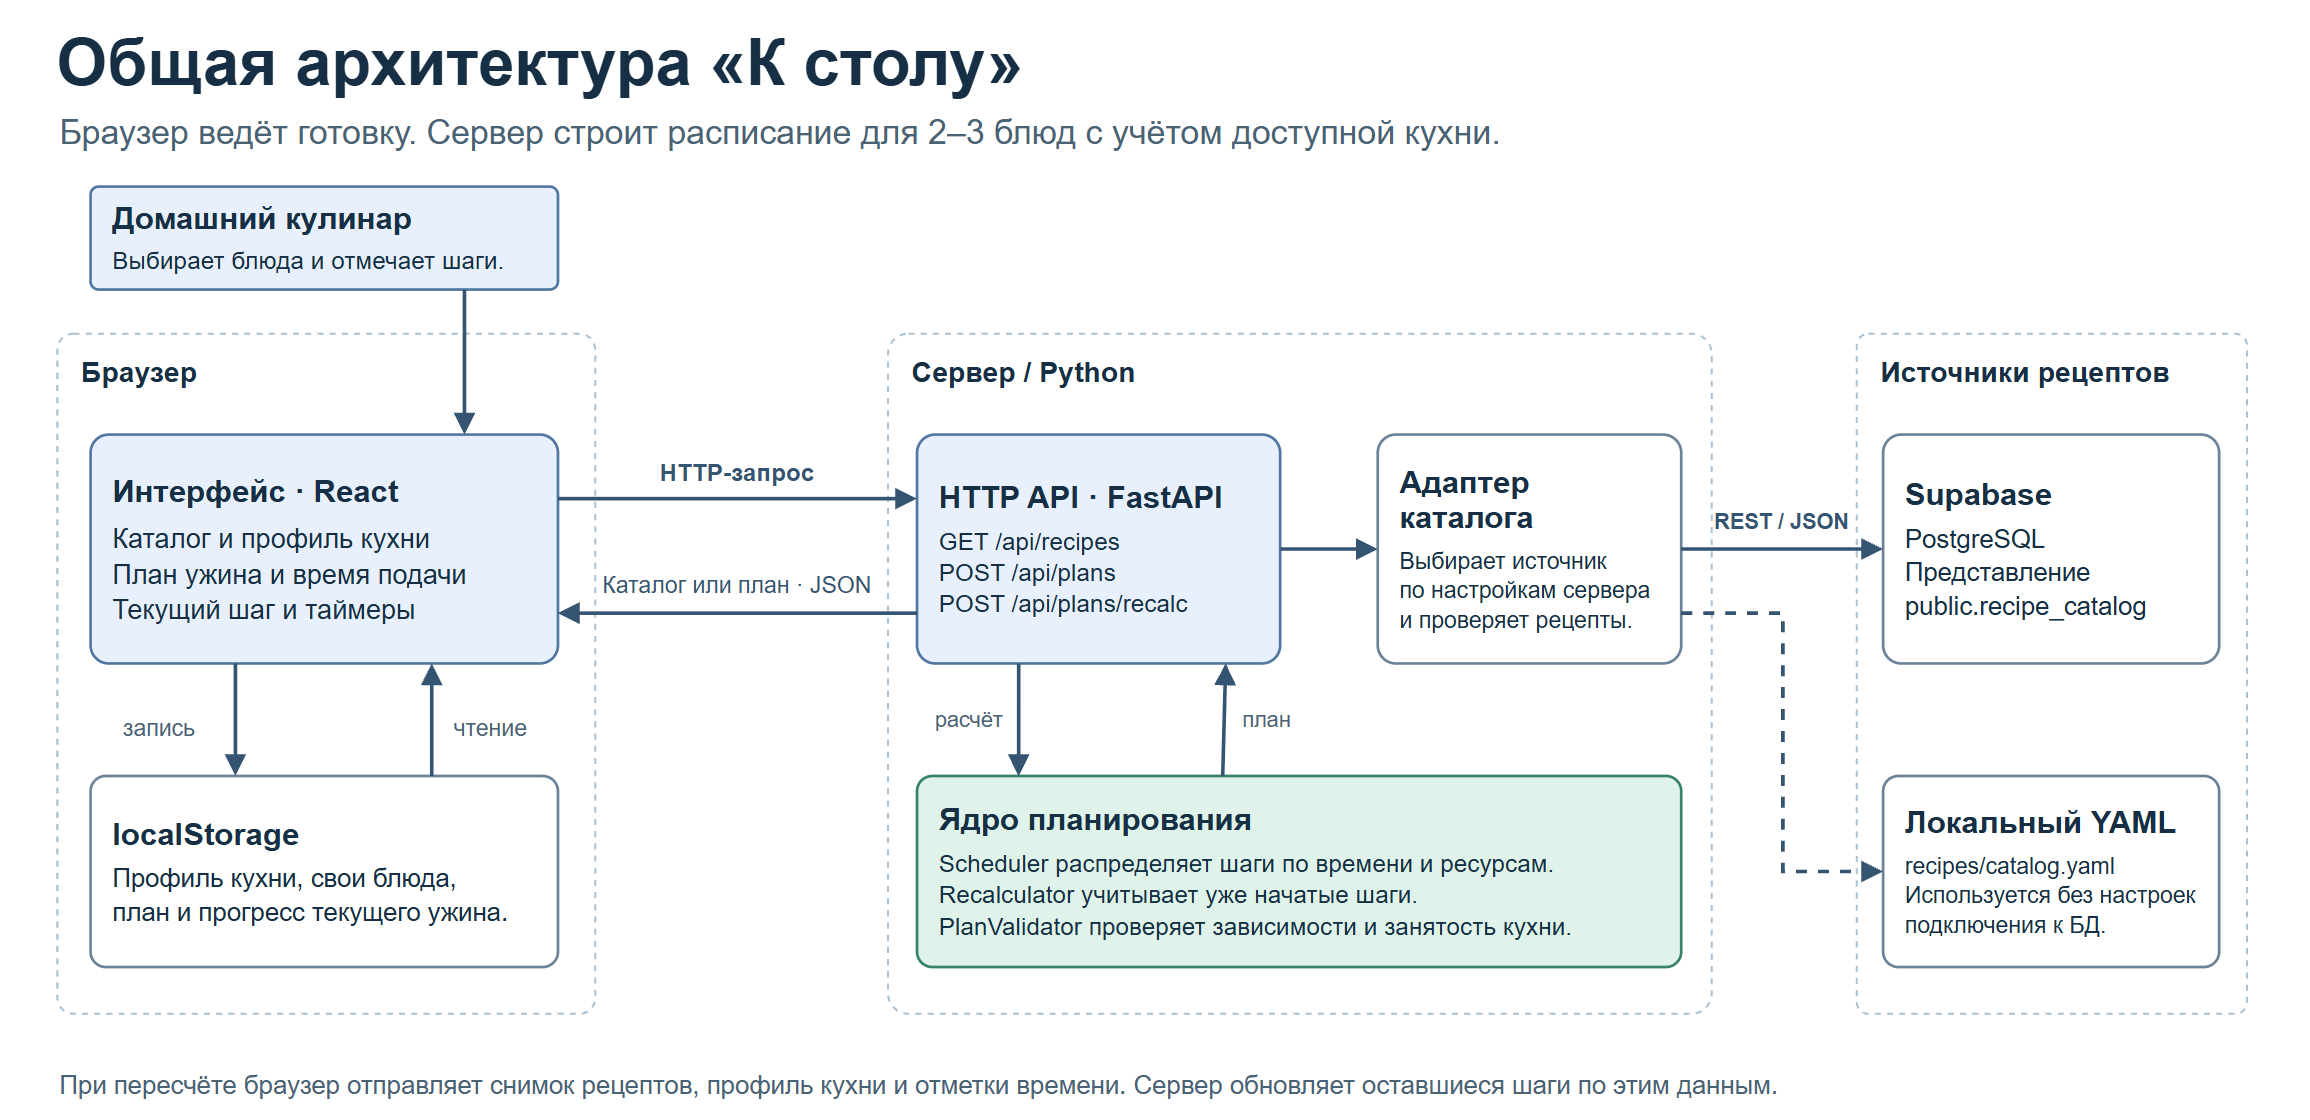 Общая архитектура «К столу»
Браузер ведёт готовку. Сервер строит расписание для 2–3 блюд с учётом доступной кухни.
Домашний кулинар
Выбирает блюда и отмечает шаги.
Браузер
Интерфейс · React
Каталог и профиль кухни
План ужина и время подачи
Текущий шаг и таймеры
запись
чтение
localStorage
Профиль кухни, свои блюда,
план и прогресс текущего ужина.
HTTP-запрос
Каталог или план · JSON
Сервер / Python
HTTP API · FastAPI
GET /api/recipes
POST /api/plans
POST /api/plans/recalc
Адаптер
каталога
Выбирает источник
по настройкам сервера
и проверяет рецепты.
расчёт
план
Ядро планирования
Scheduler распределяет шаги по времени и ресурсам.
Recalculator учитывает уже начатые шаги.
PlanValidator проверяет зависимости и занятость кухни.
REST / JSON
Источники рецептов
Supabase
PostgreSQL
Представление
public.recipe_catalog
Локальный YAML
recipes/catalog.yaml
Используется без настроек
подключения к БД.
При пересчёте браузер отправляет снимок рецептов, профиль кухни и отметки времени. Сервер обновляет оставшиеся шаги по этим данным.